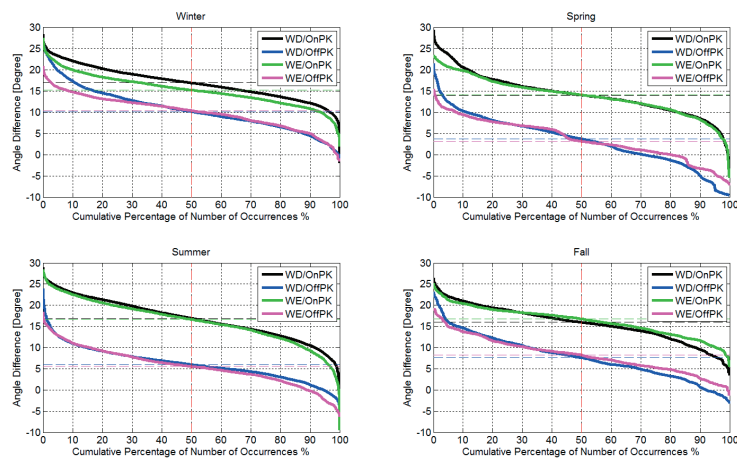 Winter
Angle Difference [Degree]
30
25
20
15
10
5
0
-5
-10
0 10 20 30 40 50 60 70 80 90 100
Cumulative Percentage of Number of Occurrences %
WD/OnPK
WD/OffPK
WE/OnPK
WE/OffPK
Spring
Angle Difference [Degree]
30
25
20
15
10
5
0
-5
-10
0 10 20 30 40 50 60 70 80 90 100
Cumulative Percentage of Number of Occurrences %
WD/OnPK
WD/OffPK
WE/OnPK
WE/OffPK
Summer
Angle Difference [Degree]
30
25
20
15
10
5
0
-5
-10
0 10 20 30 40 50 60 70 80 90 100
Cumulative Percentage of Number of Occurrences %
WD/OnPK
WD/OffPK
WE/OnPK
WE/OffPK
Fall
Angle Difference [Degree]
30
25
20
15
10
5
0
-5
-10
0 10 20 30 40 50 60 70 80 90 100
Cumulative Percentage of Number of Occurrences %
WD/OnPK
WD/OffPK
WE/OnPK
WE/OffPK